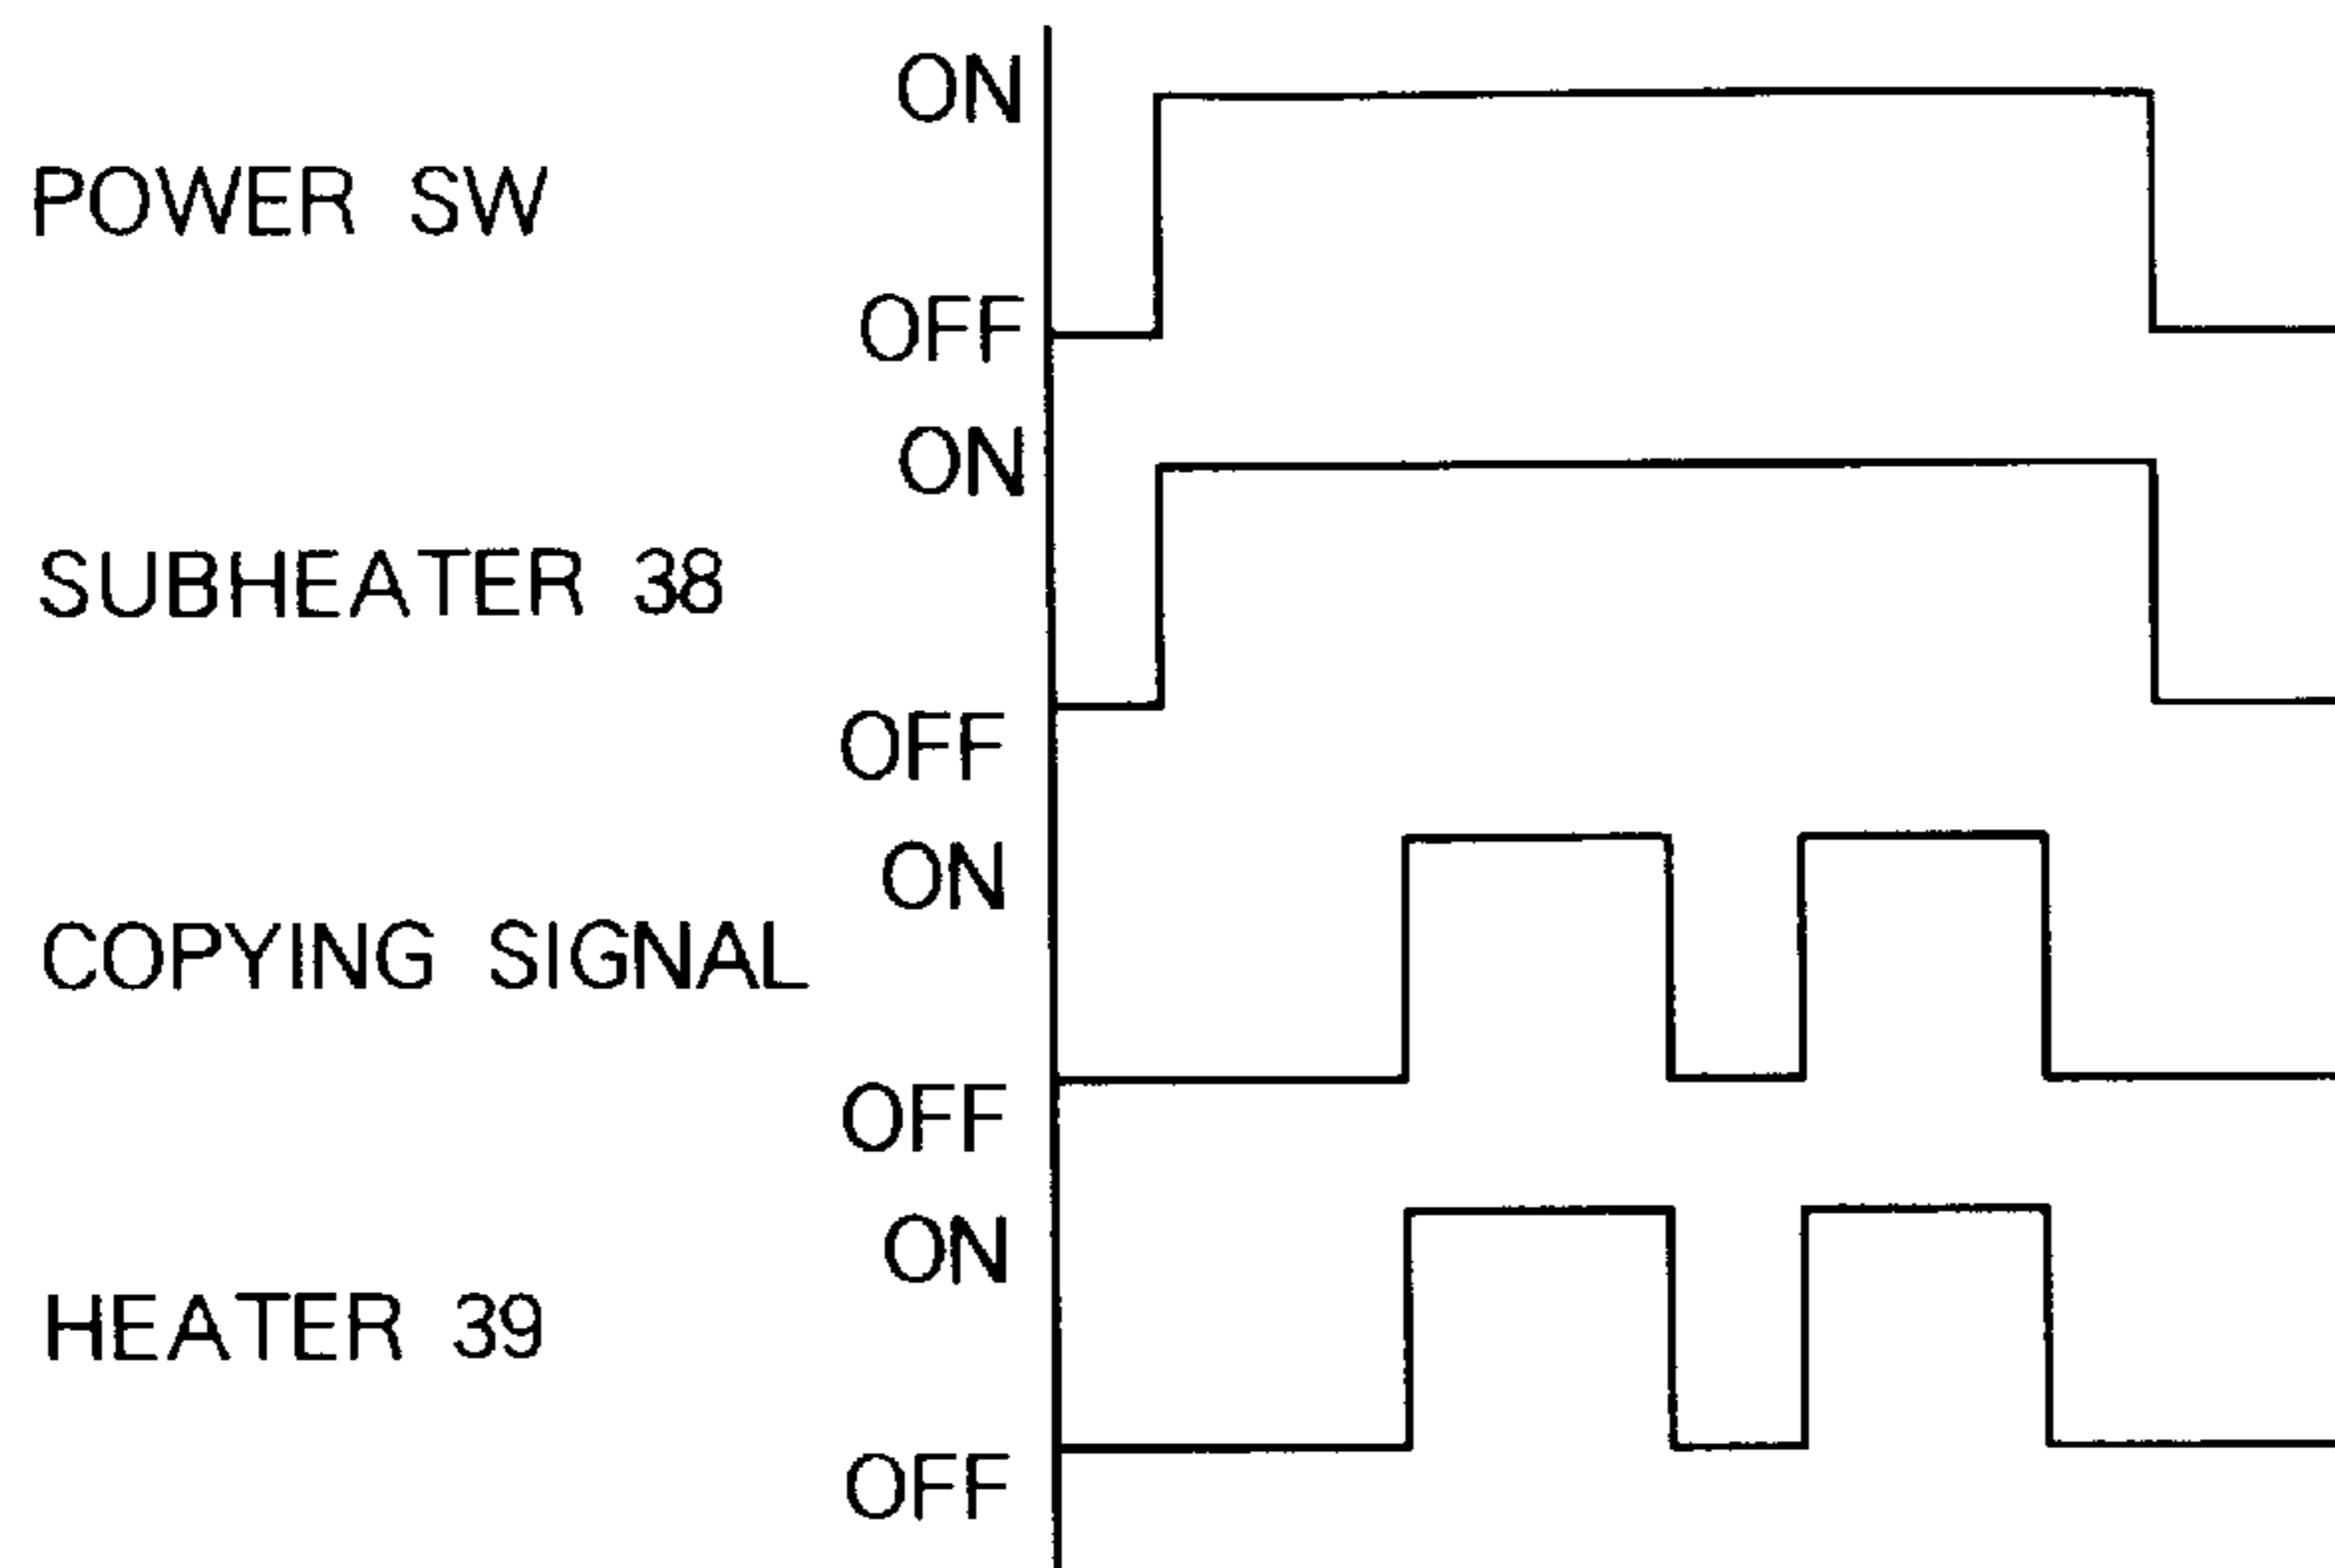 ON
POWER SW
OFF
ON
SUBHEATER 38
OFF
ON
COPYING SIGNAL
OFF
ON
HEATER 39
OFF